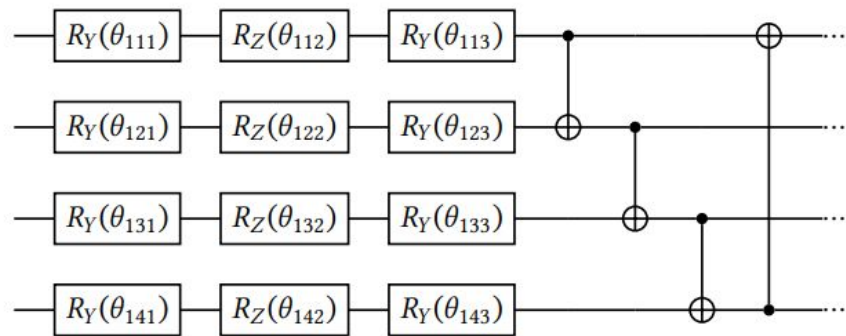 R_Y(θ_111) R_Z(θ_112) R_Y(θ_113) ...
R_Y(θ_121) R_Z(θ_122) R_Y(θ_123) ...
R_Y(θ_131) R_Z(θ_132) R_Y(θ_133) ...
R_Y(θ_141) R_Z(θ_142) R_Y(θ_143) ...